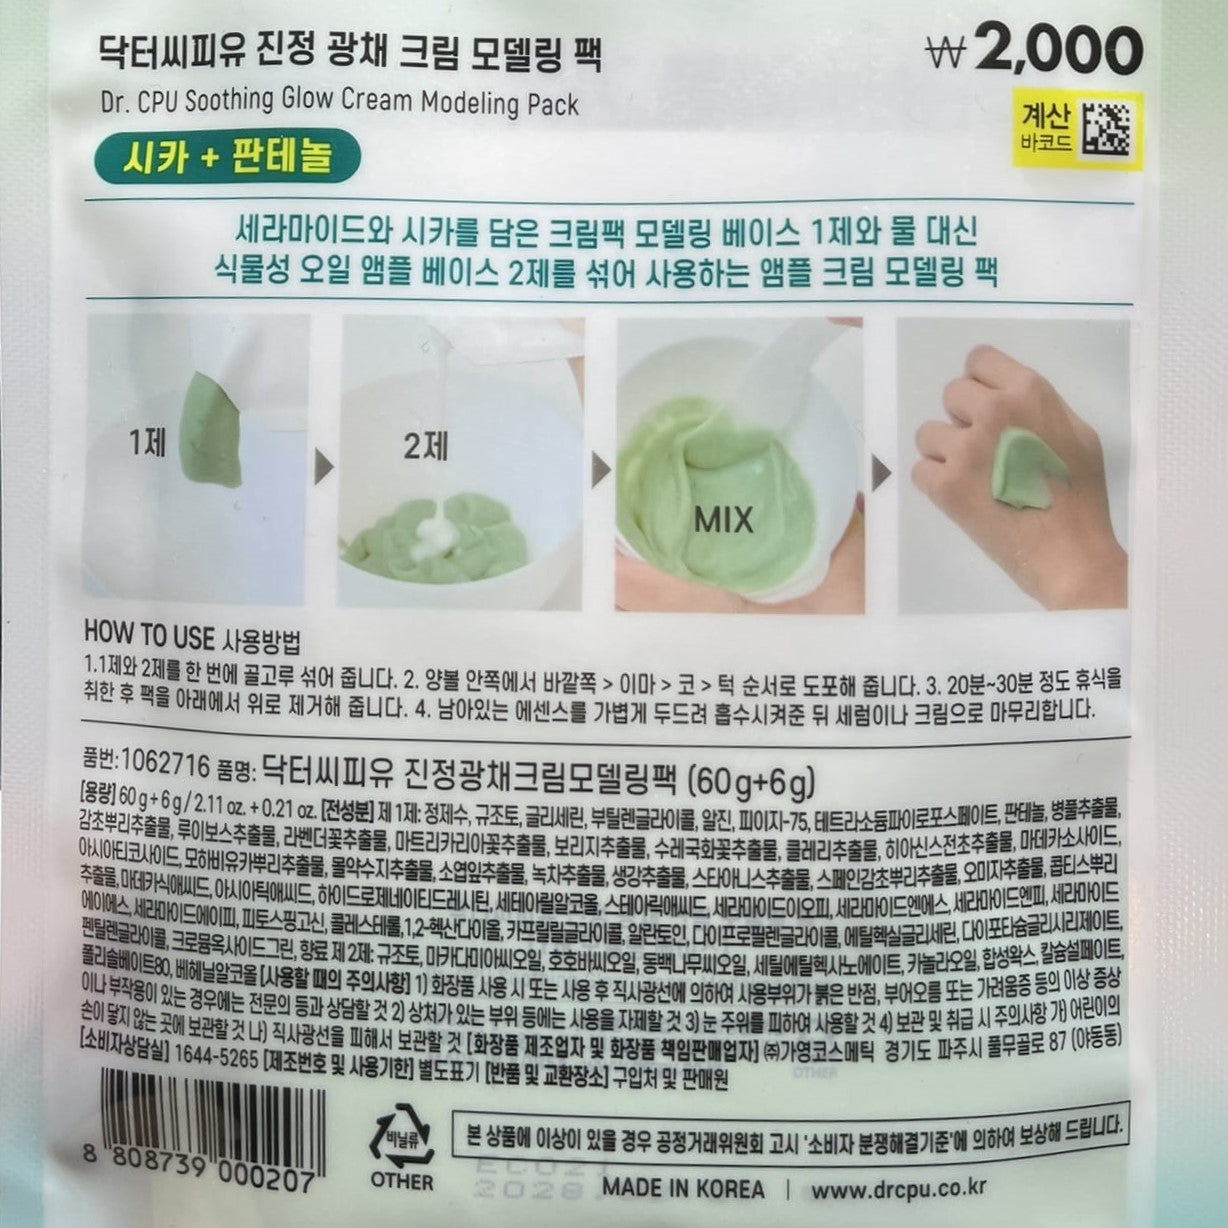 닥터씨피유 진정 광채 크림 모델링 팩
₩2,000
Dr. CPU Soothing Glow Cream Modeling Pack
계산
바코드
시카 + 판테놀
세라마이드와 시카를 담은 크림팩 모델링 베이스 1제와 물 대신
식물성 오일 앰플 베이스 2제를 섞어 사용하는 앰플 크림 모델링 팩
1제
2제
MIX
HOW TO USE 사용방법
1.1제와 2제를 한 번에 골고루 섞어 줍니다. 2. 양볼 안쪽에서 바깥쪽 > 이마 > 코 > 턱 순서로 도포해 줍니다. 3. 20분~30분 정도 휴식을
취한 후 팩을 아래에서 위로 제거해 줍니다. 4. 남아있는 에센스를 가볍게 두드려 흡수시켜준 뒤 세럼이나 크림으로 마무리합니다.
품번:1062716 품명: 닥터씨피유 진정광채크림모델링팩 (60g+6g)
[용량] 60g+6g/2.11oz.+0.21oz. [전성분] 제 1제: 정제수, 규조토, 글리세린, 부틸렌글라이콜, 알진, 피이지-75, 테트라소듐파이로포스페이트, 판테놀, 병풀추출물,
감초뿌리추출물, 루이보스추출물, 라벤더꽃추출물, 마트리카리아꽃추출물, 보리지추출물, 수레국화꽃추출물, 클레리추출물, 히아신스전초추출물, 마데카소사이드,
아시아티코사이드, 모하비유카뿌리추출물, 몰약수지추출물, 소엽잎추출물, 녹차추출물, 생강추출물, 스타아니스추출물, 스페인감초뿌리추출물, 오미자추출물, 콥티스뿌리
추출물, 마데카식애씨드, 아시아틱애씨드, 하이드로제네이티드레시틴, 세테아릴알코올, 스테아릭애씨드, 세라마이드이오피, 세라마이드엔에스, 세라마이드엔피, 세라마이드
에이에스, 세라마이드에이피, 피토스핑고신, 콜레스테롤, 1,2-헥산다이올, 카프릴릴글라이콜, 알란토인, 다이프로필렌글라이콜, 에틸헥실글리세린, 다이포타슘글리시리제이트,
펜틸렌글라이콜, 크로뮴옥사이드그린, 향료 제 2제: 규조토, 마카다미아씨오일, 호호바씨오일, 동백나무씨오일, 세틸에틸헥사노에이트, 카놀라오일, 합성왁스, 칼슘설페이트,
폴리솔베이트80, 베헤닐알코올 [사용할 때의 주의사항] 1) 화장품 사용 시 또는 사용 후 직사광선에 의하여 사용부위가 붉은 반점, 부어오름 또는 가려움증 등의 이상 증상
이나 부작용이 있는 경우에는 전문의 등과 상담할 것 2) 상처가 있는 부위 등에는 사용을 자제할 것 3) 눈 주위를 피하여 사용할 것 4) 보관 및 취급 시 주의사항 가) 어린이의
손이 닿지 않는 곳에 보관할 것 나) 직사광선을 피해서 보관할 것 [화장품 제조업자 및 화장품 책임판매업자] ㈜가영코스메틱 경기도 파주시 풀무골로 87 (야동동)
[소비자상담실] 1644-5265 [제조번호 및 사용기한] 별도표기 [반품 및 교환장소] 구입처 및 판매원
8 808739 000207
비닐류
OTHER
본 상품에 이상이 있을 경우 공정거래위원회 고시 '소비자 분쟁해결기준'에 의하여 보상해 드립니다.
MADE IN KOREA | www.drcpu.co.kr